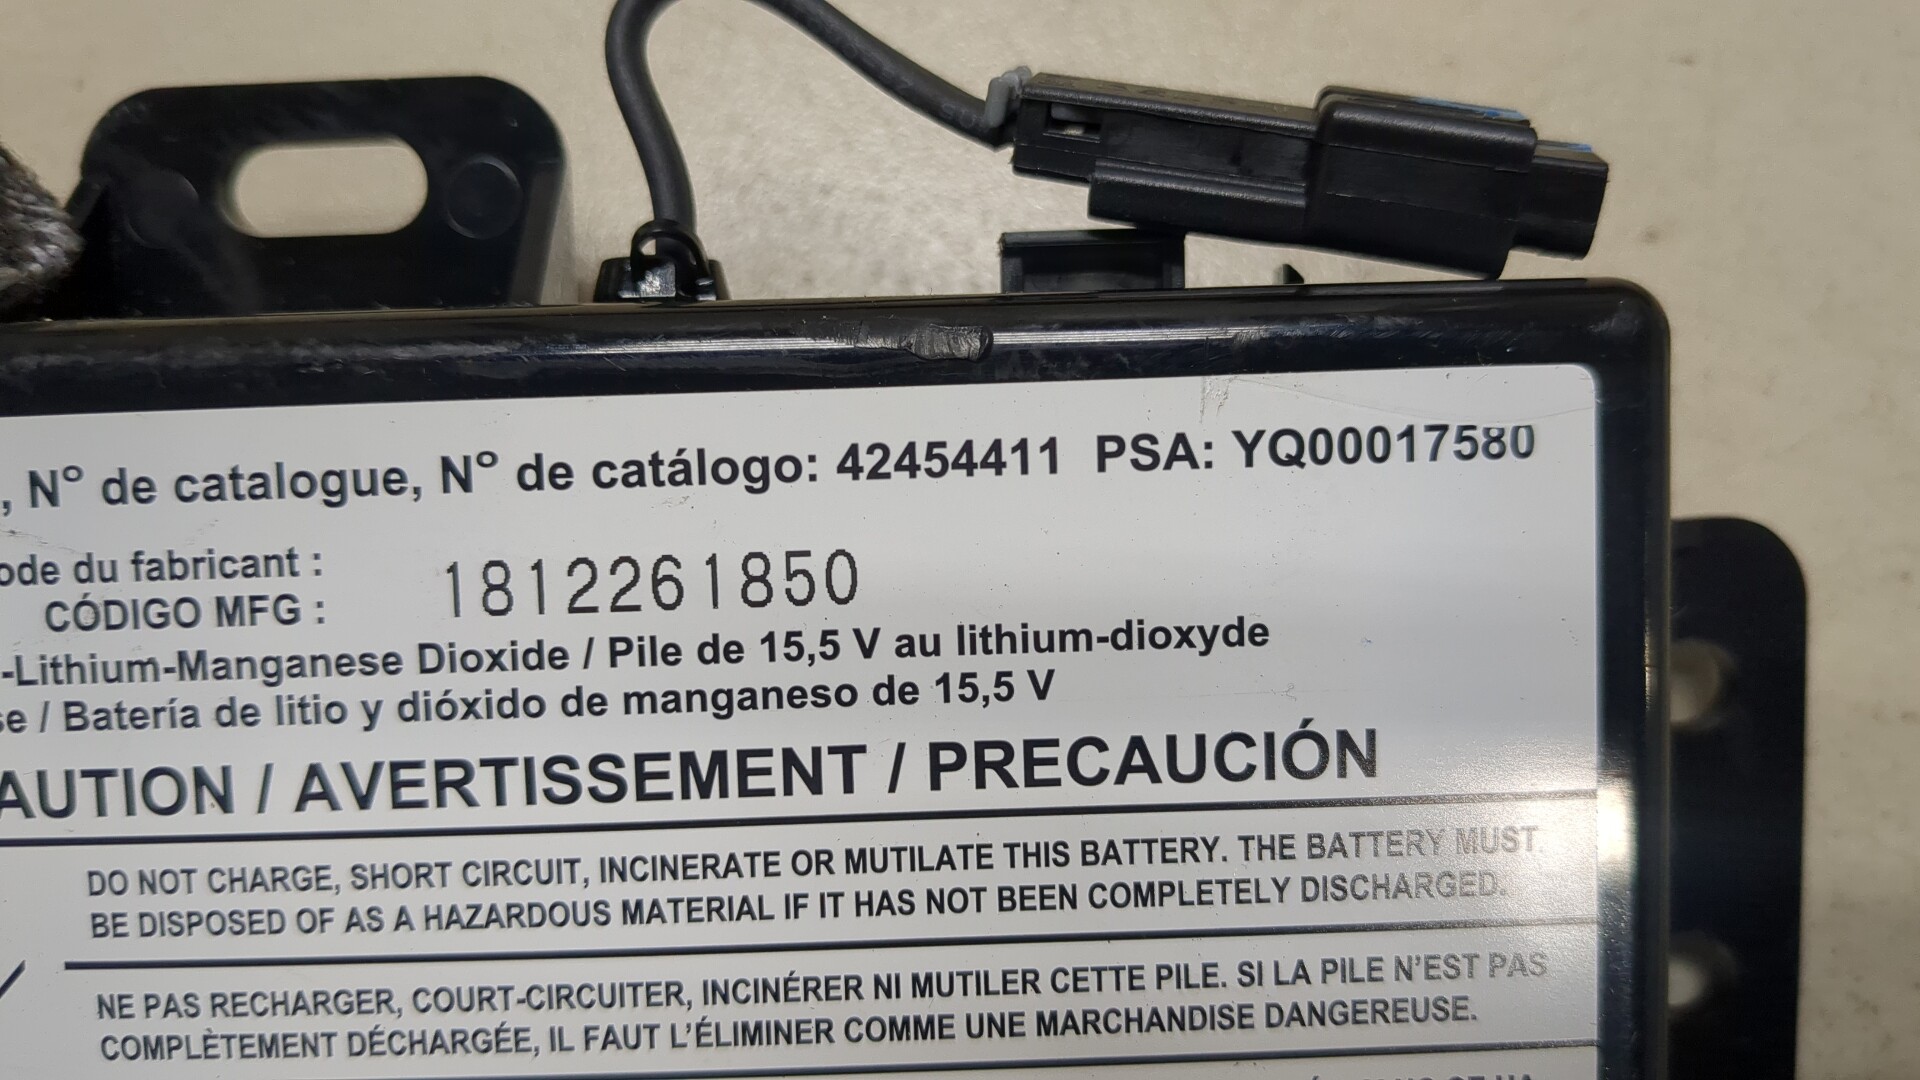 , N° de catalogue, N° de catálogo: 42454411 PSA: YQ00017580
ode du fabricant :
CÓDIGO MFG : 1812261850
-Lithium-Manganese Dioxide / Pile de 15,5 V au lithium-dioxyde
se / Batería de litio y dióxido de manganeso de 15,5 V
AUTION / AVERTISSEMENT / PRECAUCIÓN
DO NOT CHARGE, SHORT CIRCUIT, INCINERATE OR MUTILATE THIS BATTERY. THE BATTERY MUST
BE DISPOSED OF AS A HAZARDOUS MATERIAL IF IT HAS NOT BEEN COMPLETELY DISCHARGED.
NE PAS RECHARGER, COURT-CIRCUITER, INCINÉRER NI MUTILER CETTE PILE. SI LA PILE N'EST PAS
COMPLÈTEMENT DÉCHARGÉE, IL FAUT L'ÉLIMINER COMME UNE MARCHANDISE DANGEREUSE.